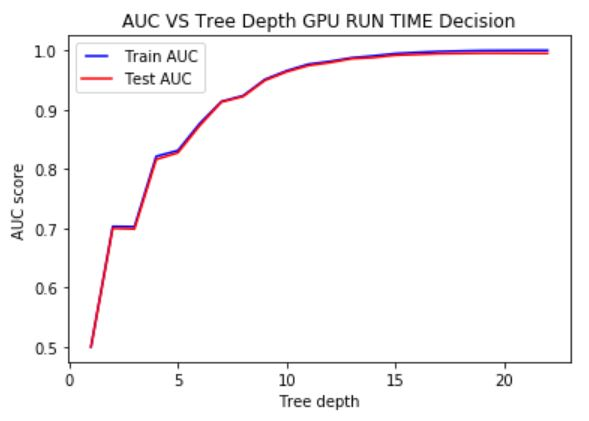 AUC VS Tree Depth GPU RUN TIME Decision
Train AUC
Test AUC
AUC score
1.0
0.9
0.8
0.7
0.6
0.5
0 5 10 15 20
Tree depth